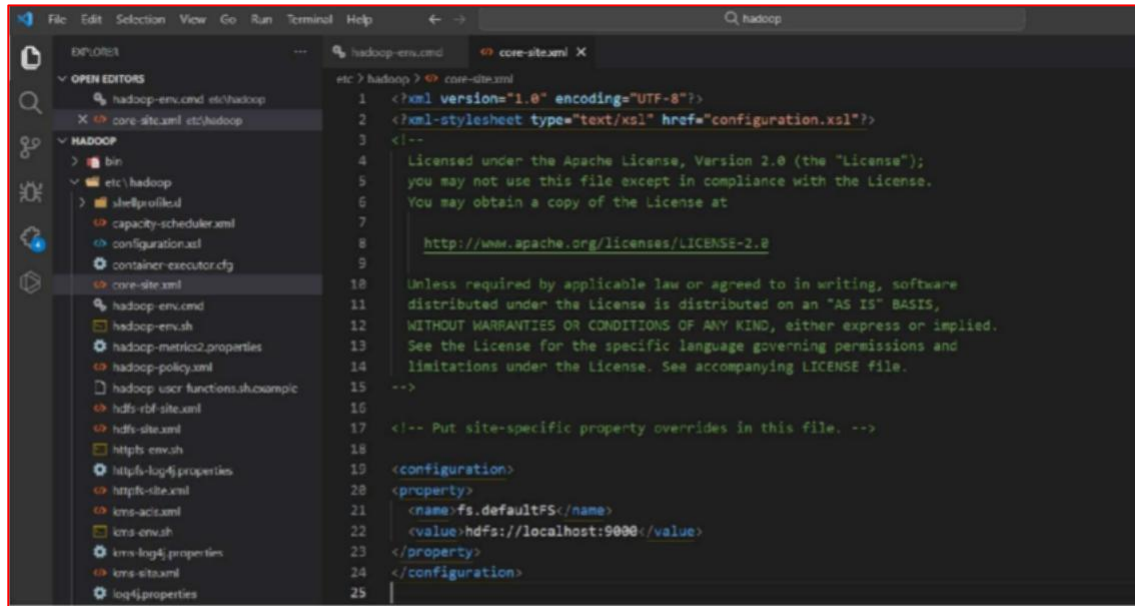 File Edit Selection View Go Run Terminal Help
hadoop
EXPLORER
OPEN EDITORS
hadoop-env.cmd etc\hadoop
core-site.xml etc\hadoop
HADOOP
bin
etc\hadoop
shellprofile.d
capacity-scheduler.xml
configuration.xsl
container-executor.cfg
core-site.xml
hadoop-env.cmd
hadoop-env.sh
hadoop-metrics2.properties
hadoop-policy.xml
hadoop-user-functions.sh.example
hdfs-rbf-site.xml
hdfs-site.xml
httpfs-env.sh
httpfs-log4j.properties
httpfs-site.xml
kms-acls.xml
kms-env.sh
kms-log4j.properties
kms-site.xml
log4j.properties
hadoop-env.cmd core-site.xml
etc > hadoop > core-site.xml
1 <?xml version="1.0" encoding="UTF-8"?>
2 <?xml-stylesheet type="text/xsl" href="configuration.xsl"?>
3 <!--
4 Licensed under the Apache License, Version 2.0 (the "License");
5 you may not use this file except in compliance with the License.
6 You may obtain a copy of the License at
7
8 http://www.apache.org/licenses/LICENSE-2.0
9
10 Unless required by applicable law or agreed to in writing, software
11 distributed under the License is distributed on an "AS IS" BASIS,
12 WITHOUT WARRANTIES OR CONDITIONS OF ANY KIND, either express or implied.
13 See the License for the specific language governing permissions and
14 limitations under the License. See accompanying LICENSE file.
15 -->
16
17 <!-- Put site-specific property overrides in this file. -->
18
19 <configuration>
20 <property>
21 <name>fs.defaultFS</name>
22 <value>hdfs://localhost:9000</value>
23 </property>
24 </configuration>
25